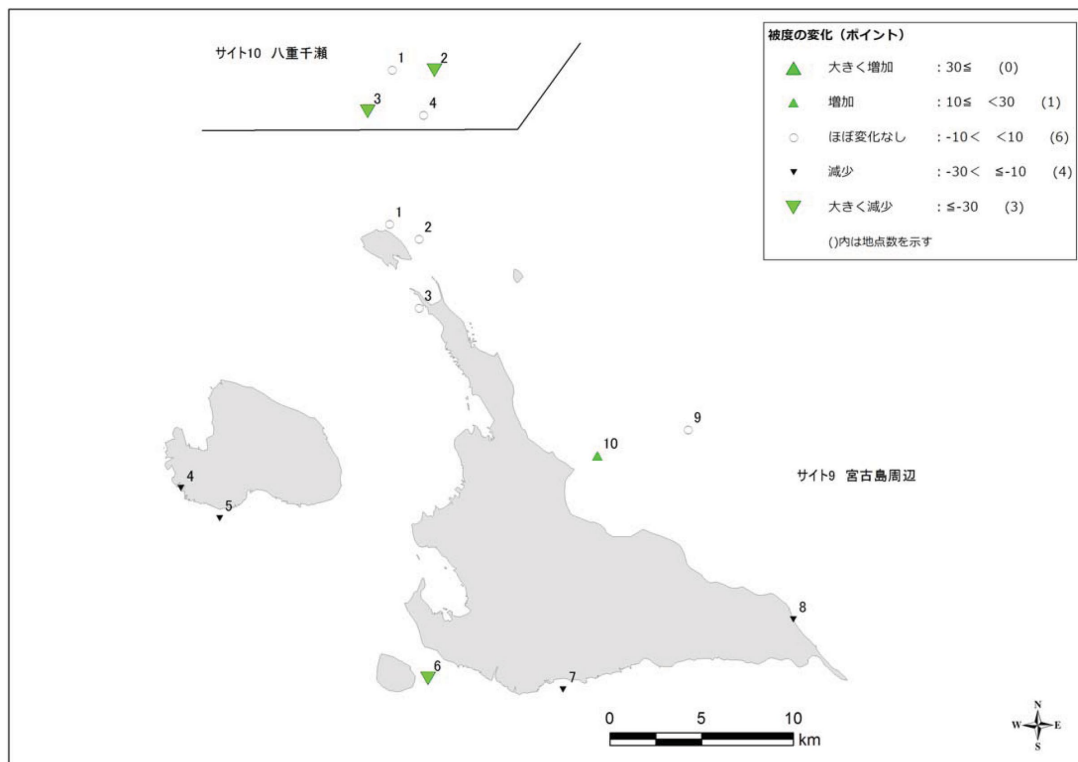 サイト10 八重千瀬
1
2
3
4
被度の変化（ポイント）
大きく増加 : 30≦ (0)
増加 : 10≦ <30 (1)
ほぼ変化なし : -10< <10 (6)
減少 : -30< ≦-10 (4)
大きく減少 : ≦-30 (3)
()内は地点数を示す
1
2
3
9
10
サイト9 宮古島周辺
4
5
8
6
7
0 5 10
km
N
W E
S